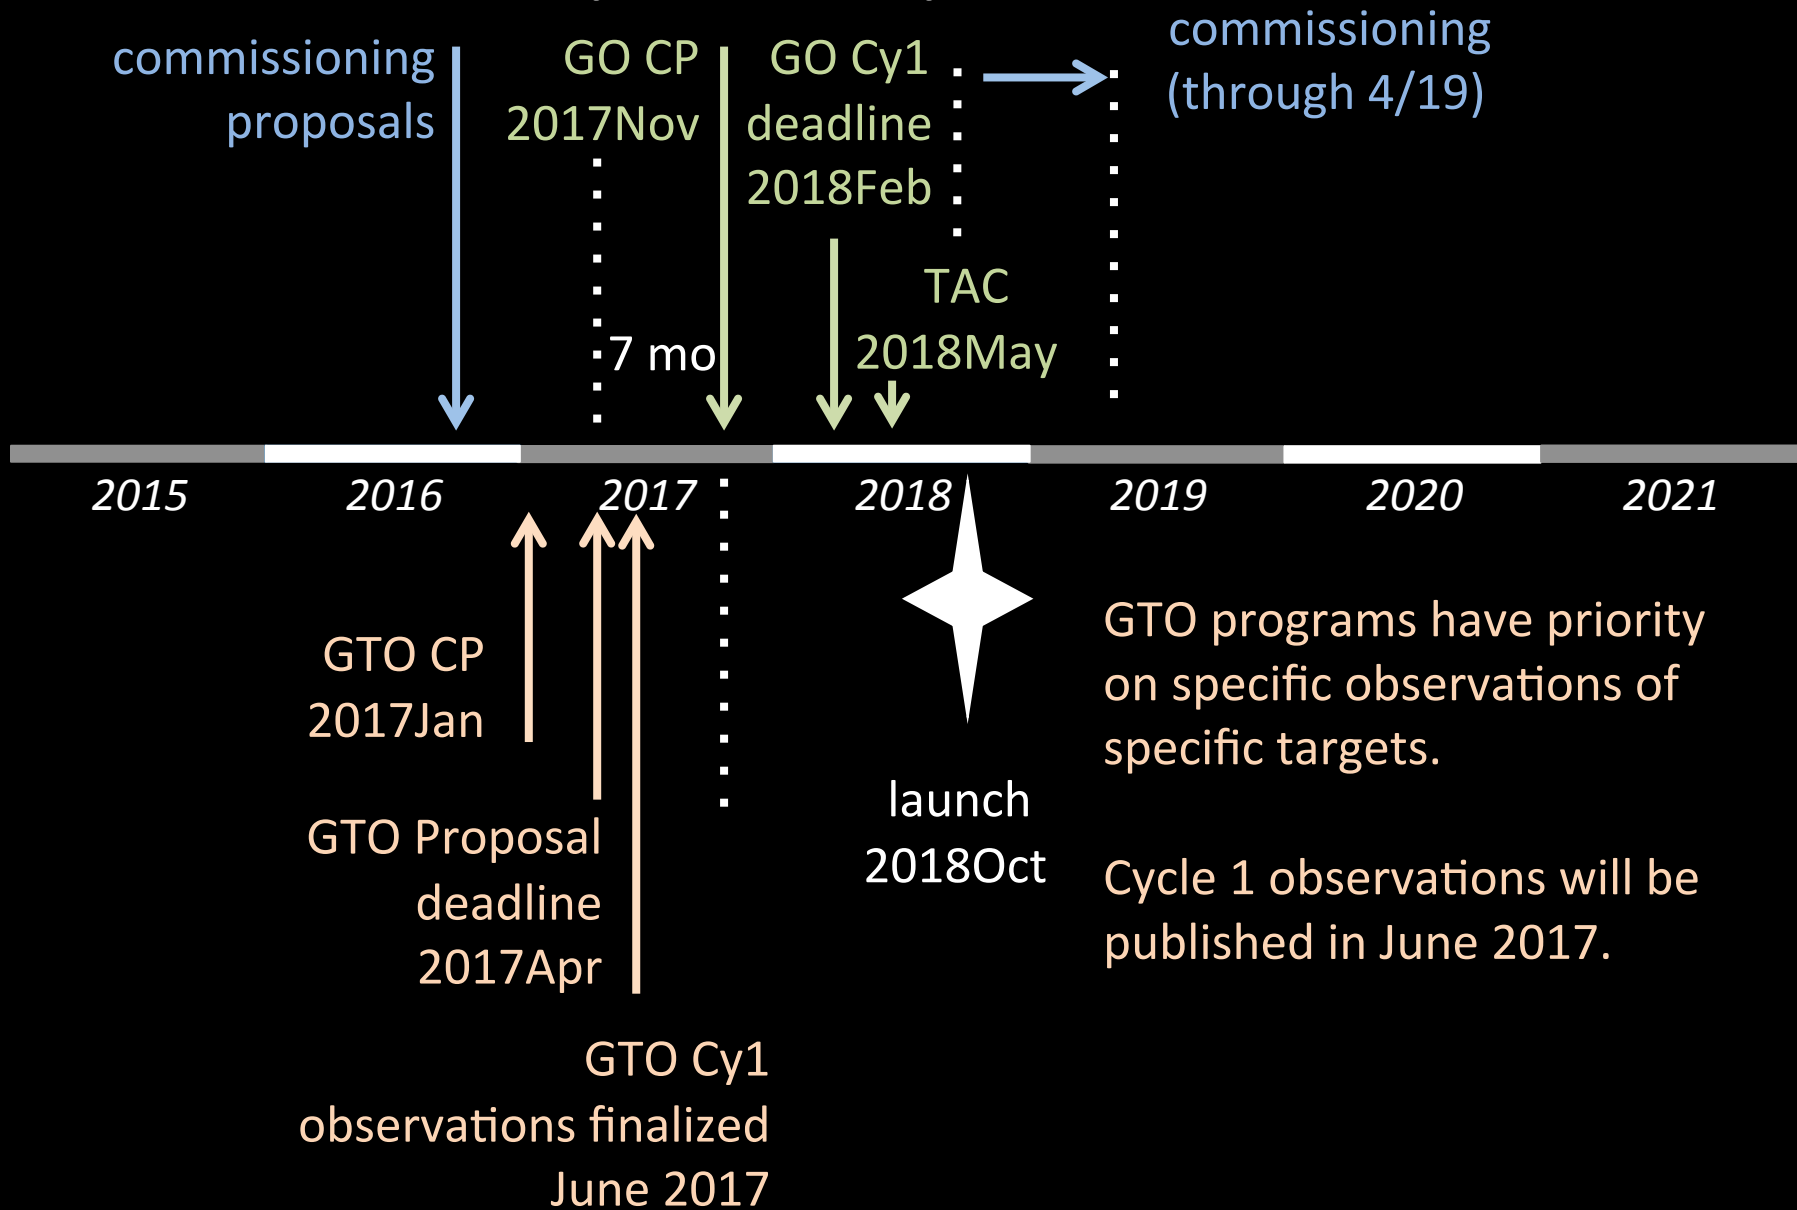 commissioning
proposals
GO CP
2017Nov
GO Cy1
deadline
2018Feb
commissioning
(through 4/19)
TAC
2018May
7 mo
2015
2016
2017
2018
2019
2020
2021
GTO CP
2017Jan
GTO Proposal
deadline
2017Apr
GTO Cy1
observations finalized
June 2017
launch
2018Oct
GTO programs have priority
on specific observations of
specific targets.
Cycle 1 observations will be
published in June 2017.